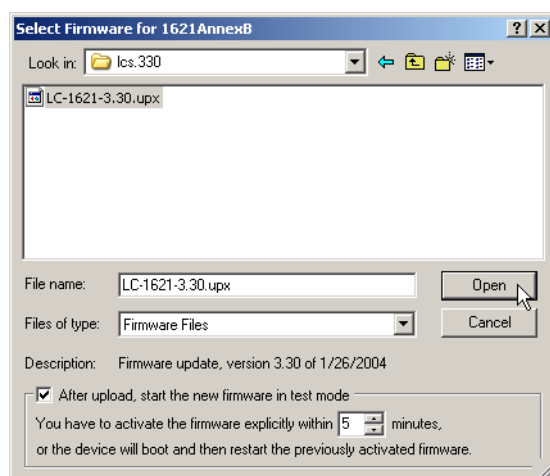 Select Firmware for 1621AnnexB
Look in: lcs.330
LC-1621-3.30.upx
File name: LC-1621-3.30.upx Open
Files of type: Firmware Files Cancel
Description: Firmware update, version 3.30 of 1/26/2004
After upload, start the new firmware in test mode
You have to activate the firmware explicitly within 5 minutes,
or the device will boot and then restart the previously activated firmware.